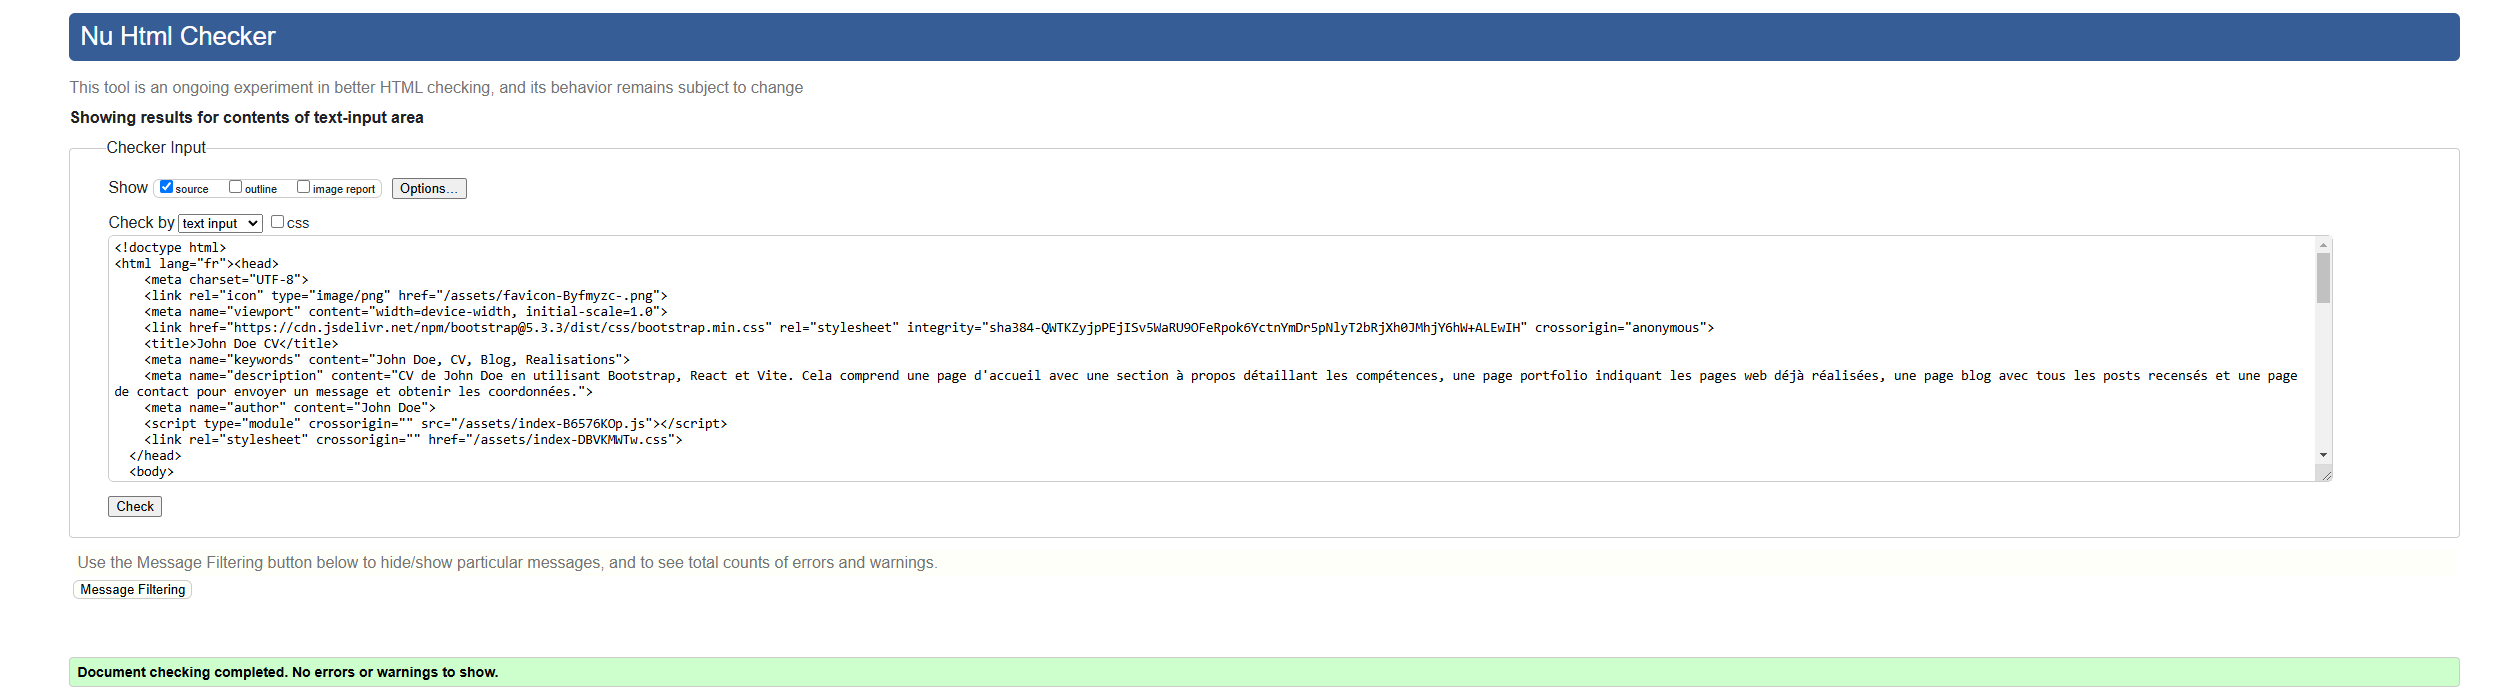 Nu Html Checker
This tool is an ongoing experiment in better HTML checking, and its behavior remains subject to change
Showing results for contents of text-input area
Checker Input
Show source outline image report Options...
Check by text input css
<!doctype html>
<html lang="fr"><head>
<meta charset="UTF-8">
<link rel="icon" type="image/png" href="/assets/favicon-Byfmyzc-.png">
<meta name="viewport" content="width=device-width, initial-scale=1.0">
<link href="https://cdn.jsdelivr.net/npm/bootstrap@5.3.3/dist/css/bootstrap.min.css" rel="stylesheet" integrity="sha384-QWTKZyjpPEjISv5WaRU9OFeRpok6YctnYmDr5pNlyT2bRjXh0JMhjY6hW+ALEwIH" crossorigin="anonymous">
<title>John Doe CV</title>
<meta name="keywords" content="John Doe, CV, Blog, Realisations">
<meta name="description" content="CV de John Doe en utilisant Bootstrap, React et Vite. Cela comprend une page d'accueil avec une section à propos détaillant les compétences, une page portfolio indiquant les pages web déjà réalisées, une page blog avec tous les posts recensés et une page
de contact pour envoyer un message et obtenir les coordonnées.">
<meta name="author" content="John Doe">
<script type="module" crossorigin="" src="/assets/index-B6576KOp.js"></script>
<link rel="stylesheet" crossorigin="" href="/assets/index-DBVKMWTw.css">
</head>
<body>
Check
Use the Message Filtering button below to hide/show particular messages, and to see total counts of errors and warnings.
Message Filtering
Document checking completed. No errors or warnings to show.